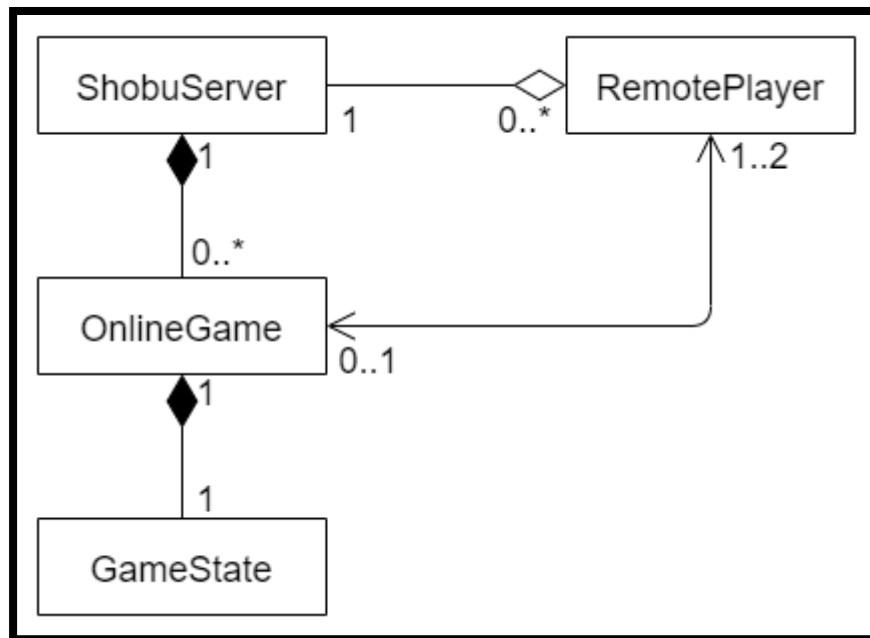 ShobuServer
RemotePlayer
1
0..*
1
1..2
0..*
OnlineGame
0..1
1
1
GameState